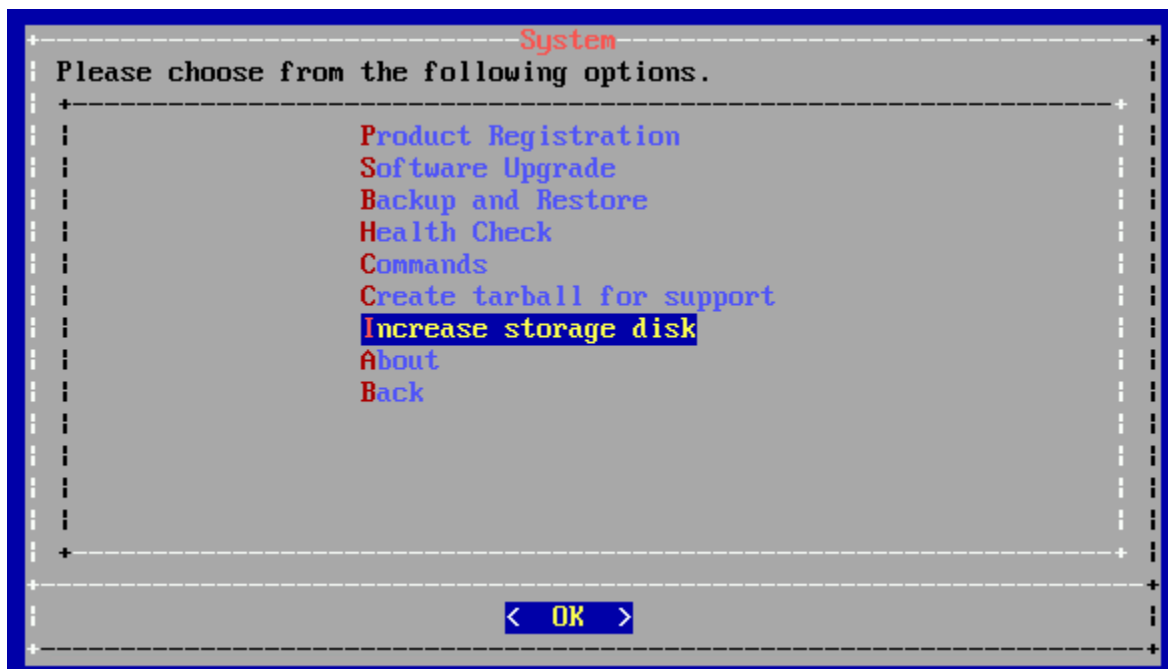 System
Please choose from the following options.
Product Registration
Software Upgrade
Backup and Restore
Health Check
Commands
Create tarball for support
Increase storage disk
About
Back
< OK >